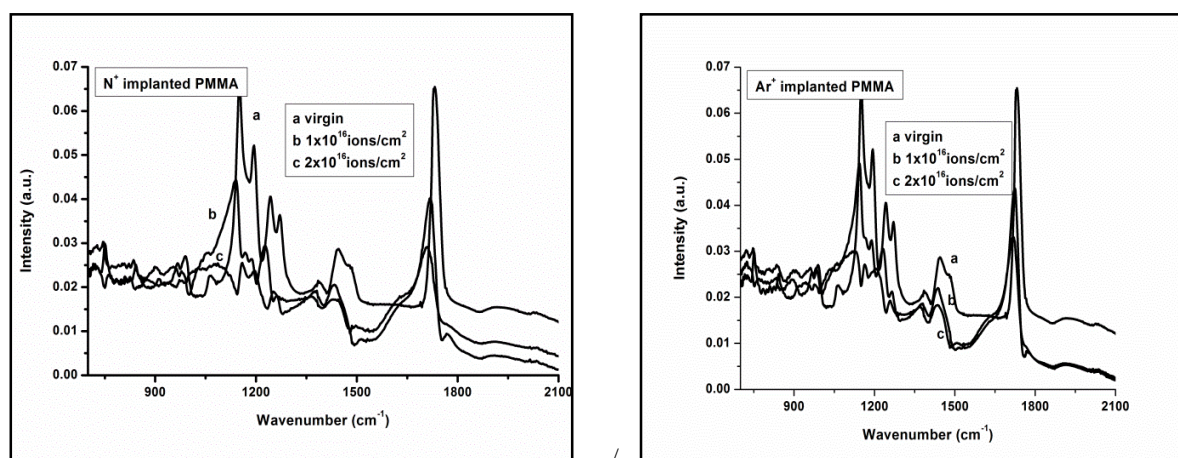 0.07
0.06
0.05
0.04
0.03
0.02
0.01
0.00
Intensity (a.u.)
N⁺ implanted PMMA
a
a virgin
b 1x10¹⁶ions/cm²
c 2x10¹⁶ions/cm²
b
c
900 1200 1500 1800 2100
Wavenumber (cm⁻¹)
/
0.07
0.06
0.05
0.04
0.03
0.02
0.01
0.00
Intensity (a.u.)
Ar⁺ implanted PMMA
a virgin
b 1x10¹⁶ions/cm²
c 2x10¹⁶ions/cm²
a
b
c
900 1200 1500 1800 2100
Wavenumber (cm⁻¹)